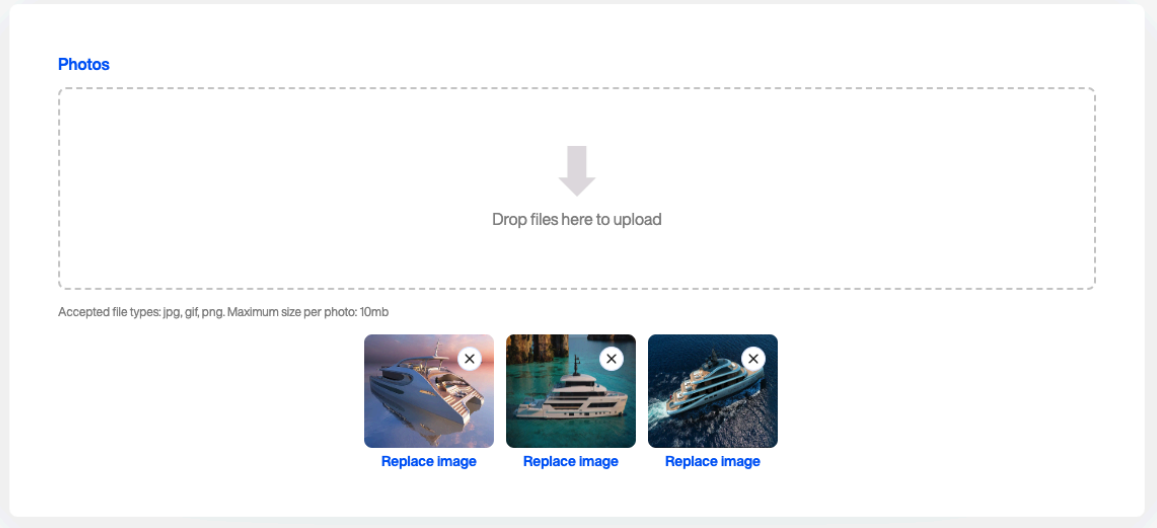 Photos
Drop files here to upload
Accepted file types: jpg, gif, png. Maximum size per photo: 10mb
Replace image
Replace image
Replace image